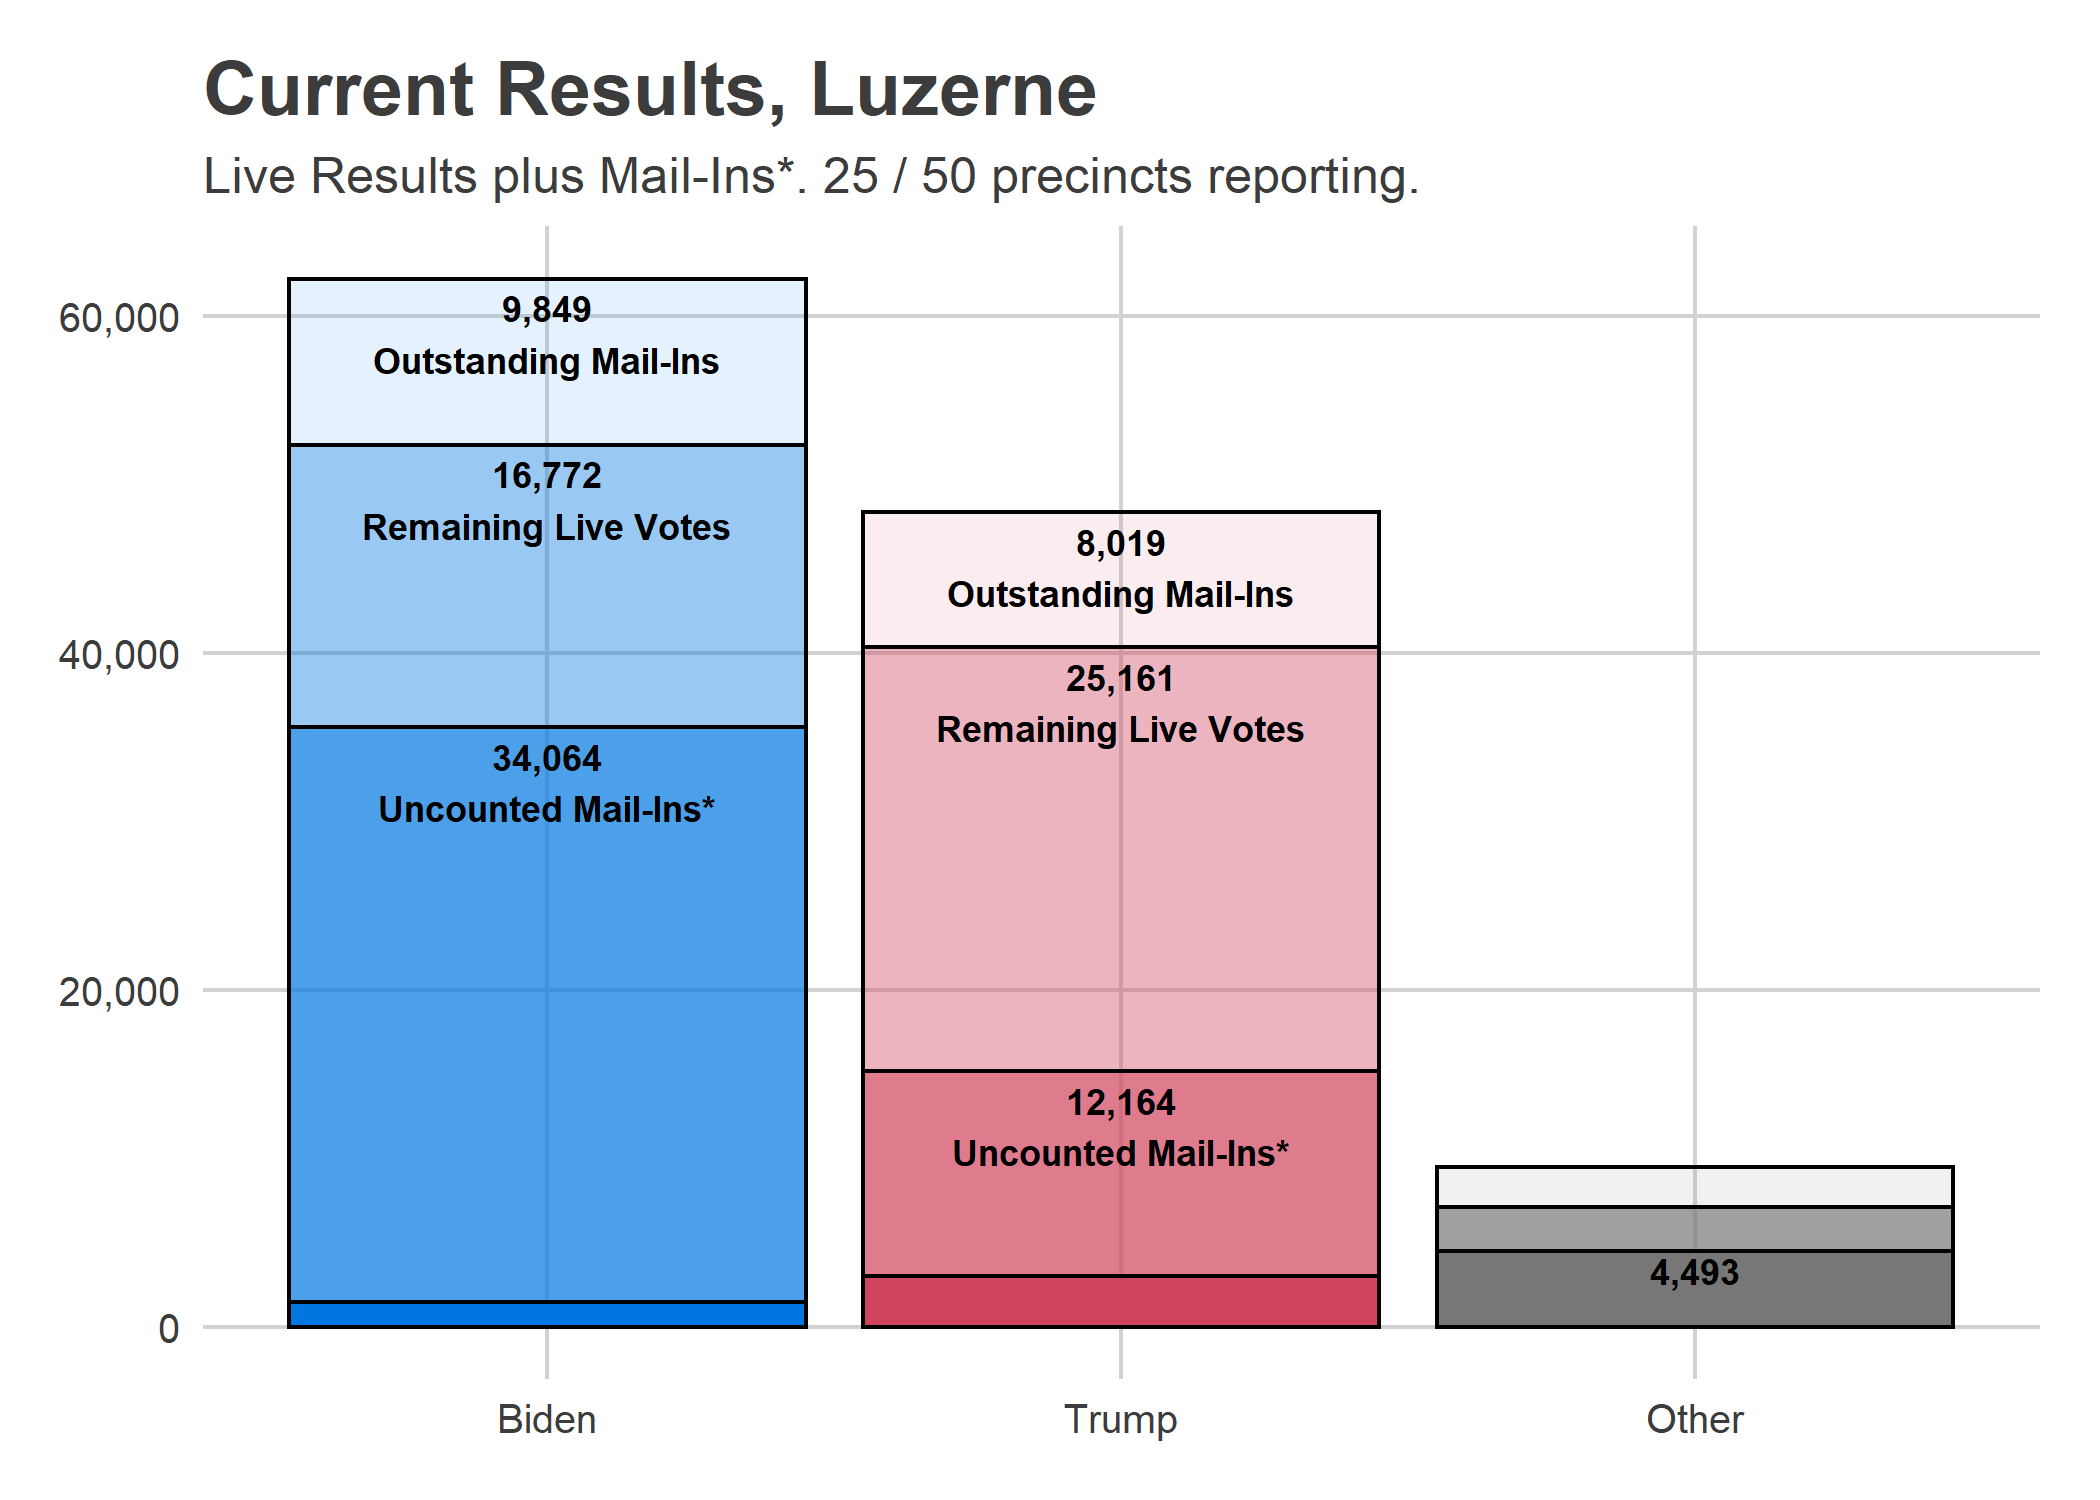 Current Results, Luzerne
Live Results plus Mail-Ins*. 25 / 50 precincts reporting.
60,000
40,000
20,000
0
9,849
Outstanding Mail-Ins
16,772
Remaining Live Votes
34,064
Uncounted Mail-Ins*
8,019
Outstanding Mail-Ins
25,161
Remaining Live Votes
12,164
Uncounted Mail-Ins*
4,493
Biden
Trump
Other